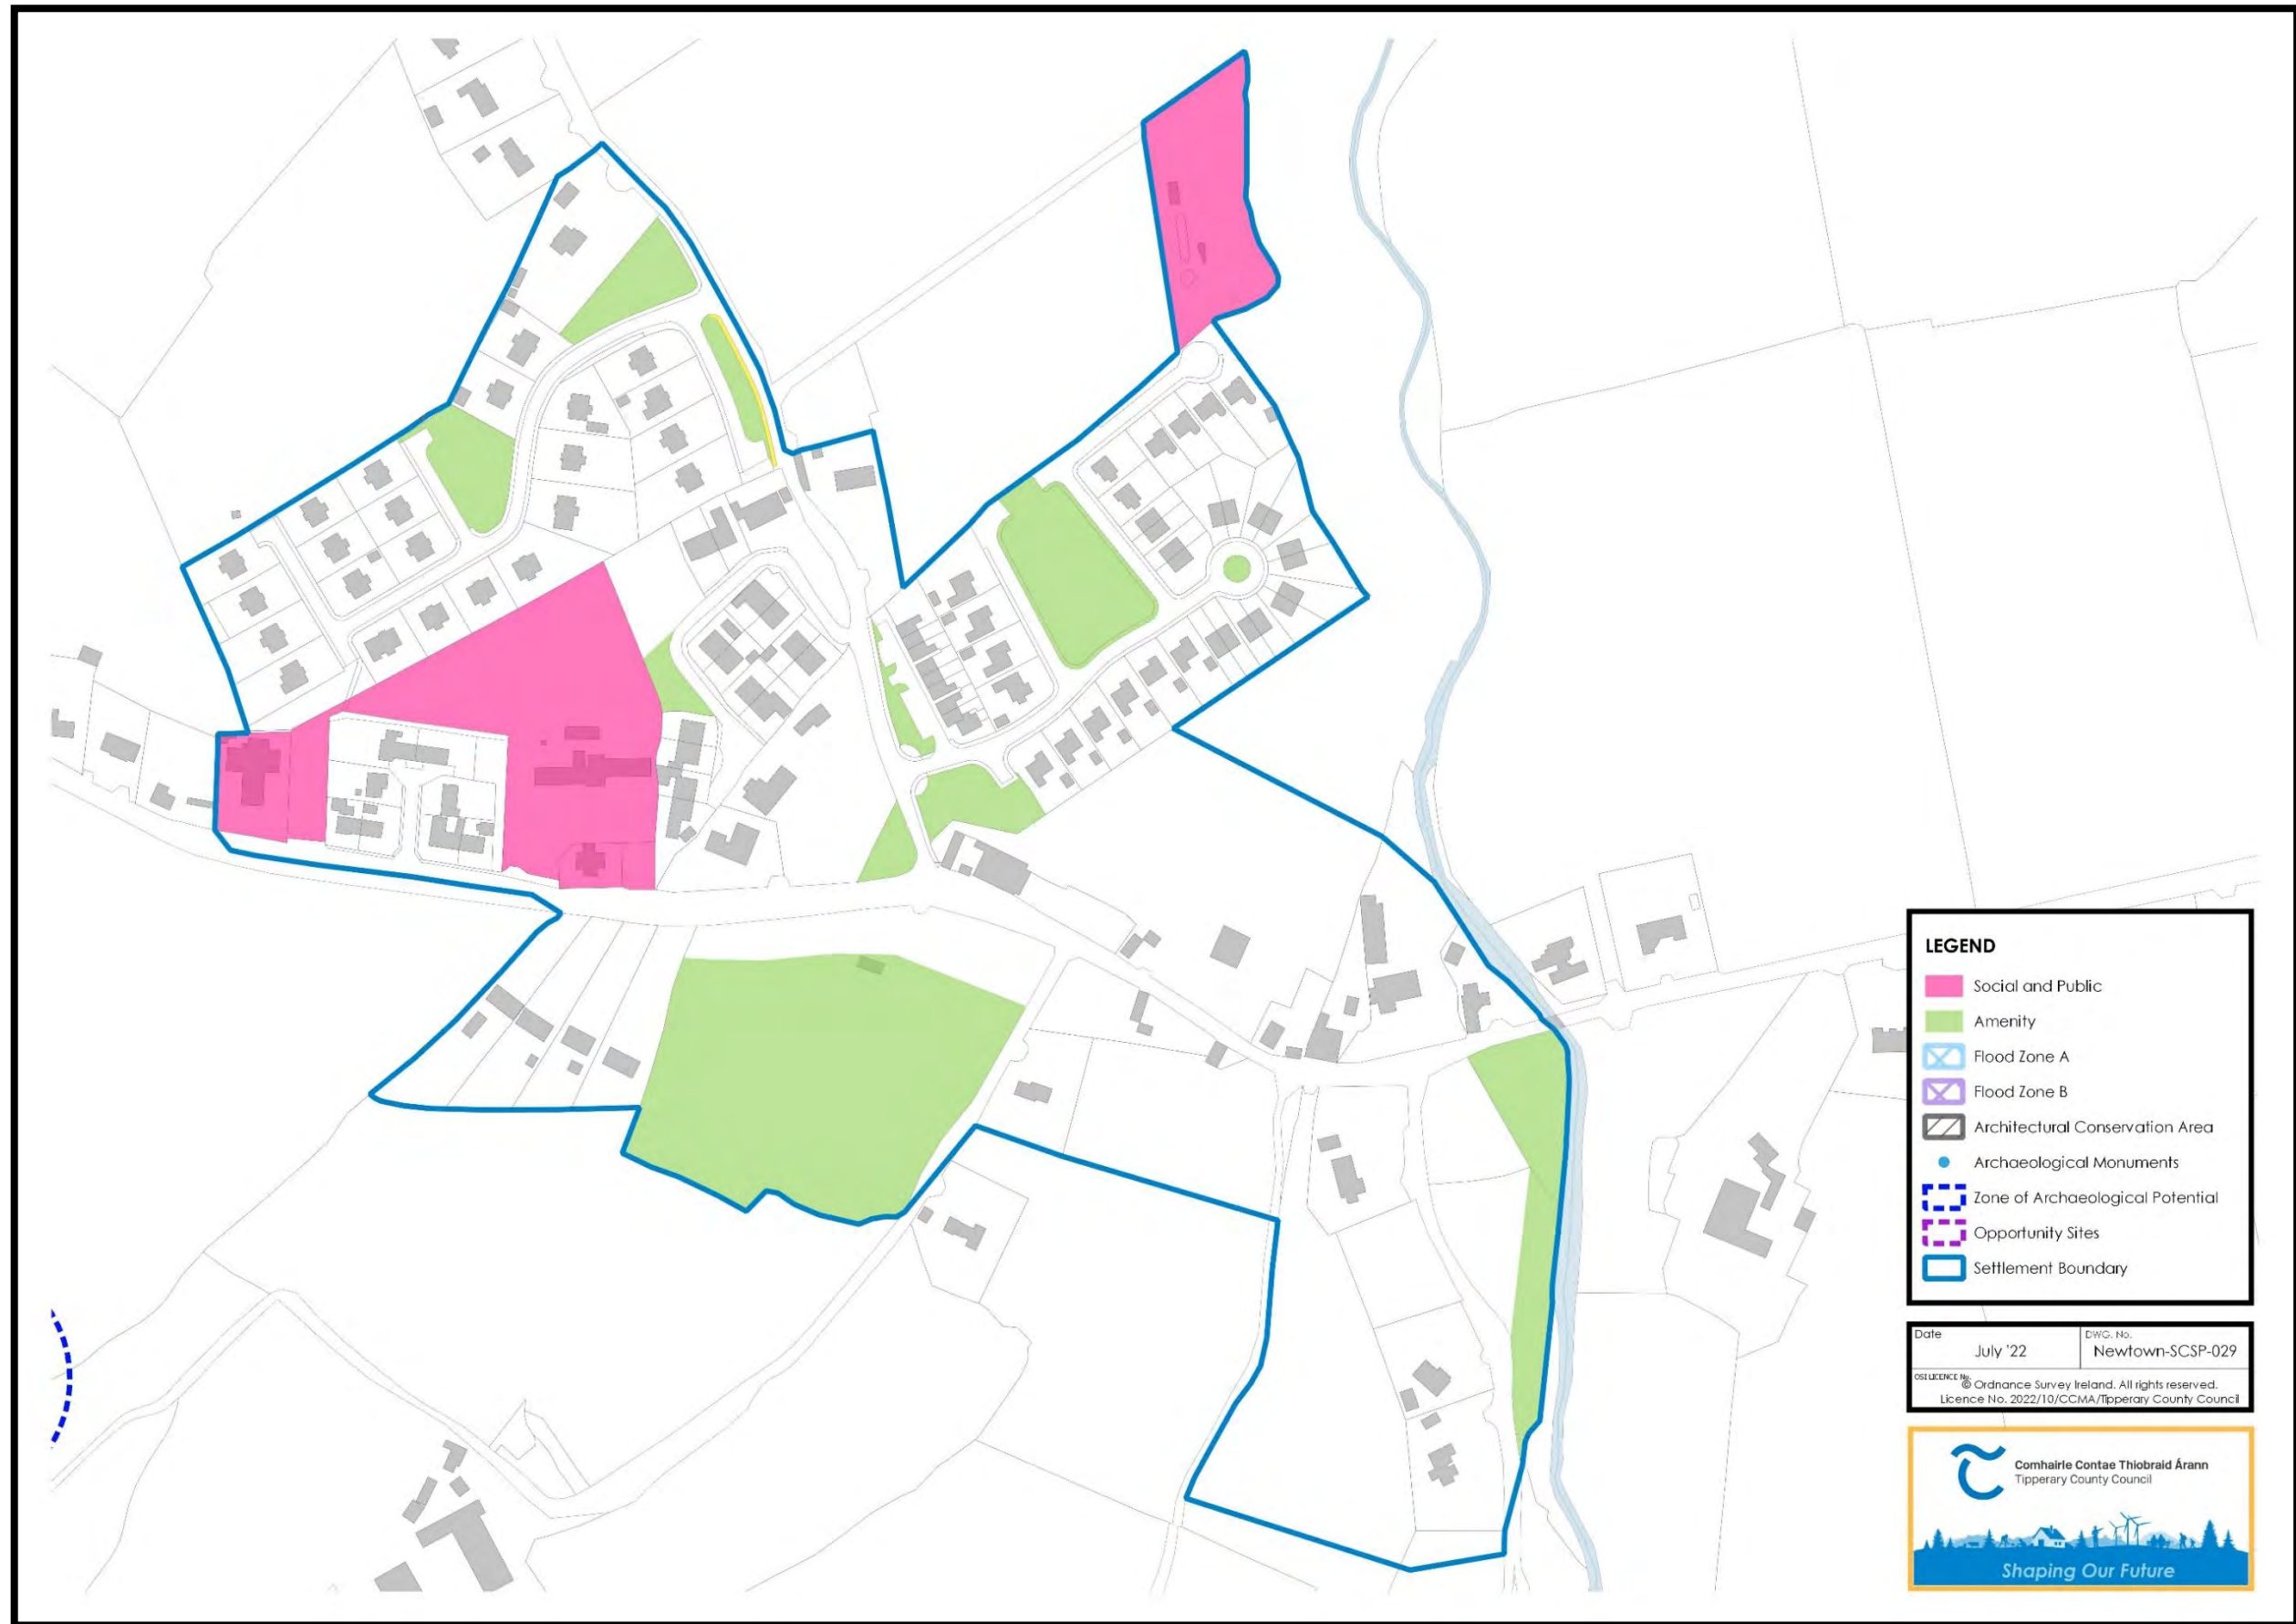 LEGEND
Social and Public
Amenity
Flood Zone A
Flood Zone B
Architectural Conservation Area
Archaeological Monuments
Zone of Archaeological Potential
Opportunity Sites
Settlement Boundary
Date
July '22
DWG. No.
Newtown-SCSP-029
OSI LICENCE No.
© Ordnance Survey Ireland. All rights reserved.
Licence No. 2022/10/CCMA/Tipperary County Council
Comhairle Contae Thiobraid Árann
Tipperary County Council
Shaping Our Future